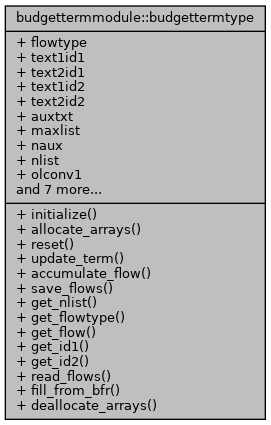 budgettermmodule::budgettermtype
+ flowtype
+ text1id1
+ text2id1
+ text1id2
+ text2id2
+ auxtxt
+ maxlist
+ naux
+ nlist
+ olconv1
and 7 more...
+ initialize()
+ allocate_arrays()
+ reset()
+ update_term()
+ accumulate_flow()
+ save_flows()
+ get_nlist()
+ get_flowtype()
+ get_flow()
+ get_id1()
+ get_id2()
+ read_flows()
+ fill_from_bfr()
+ deallocate_arrays()